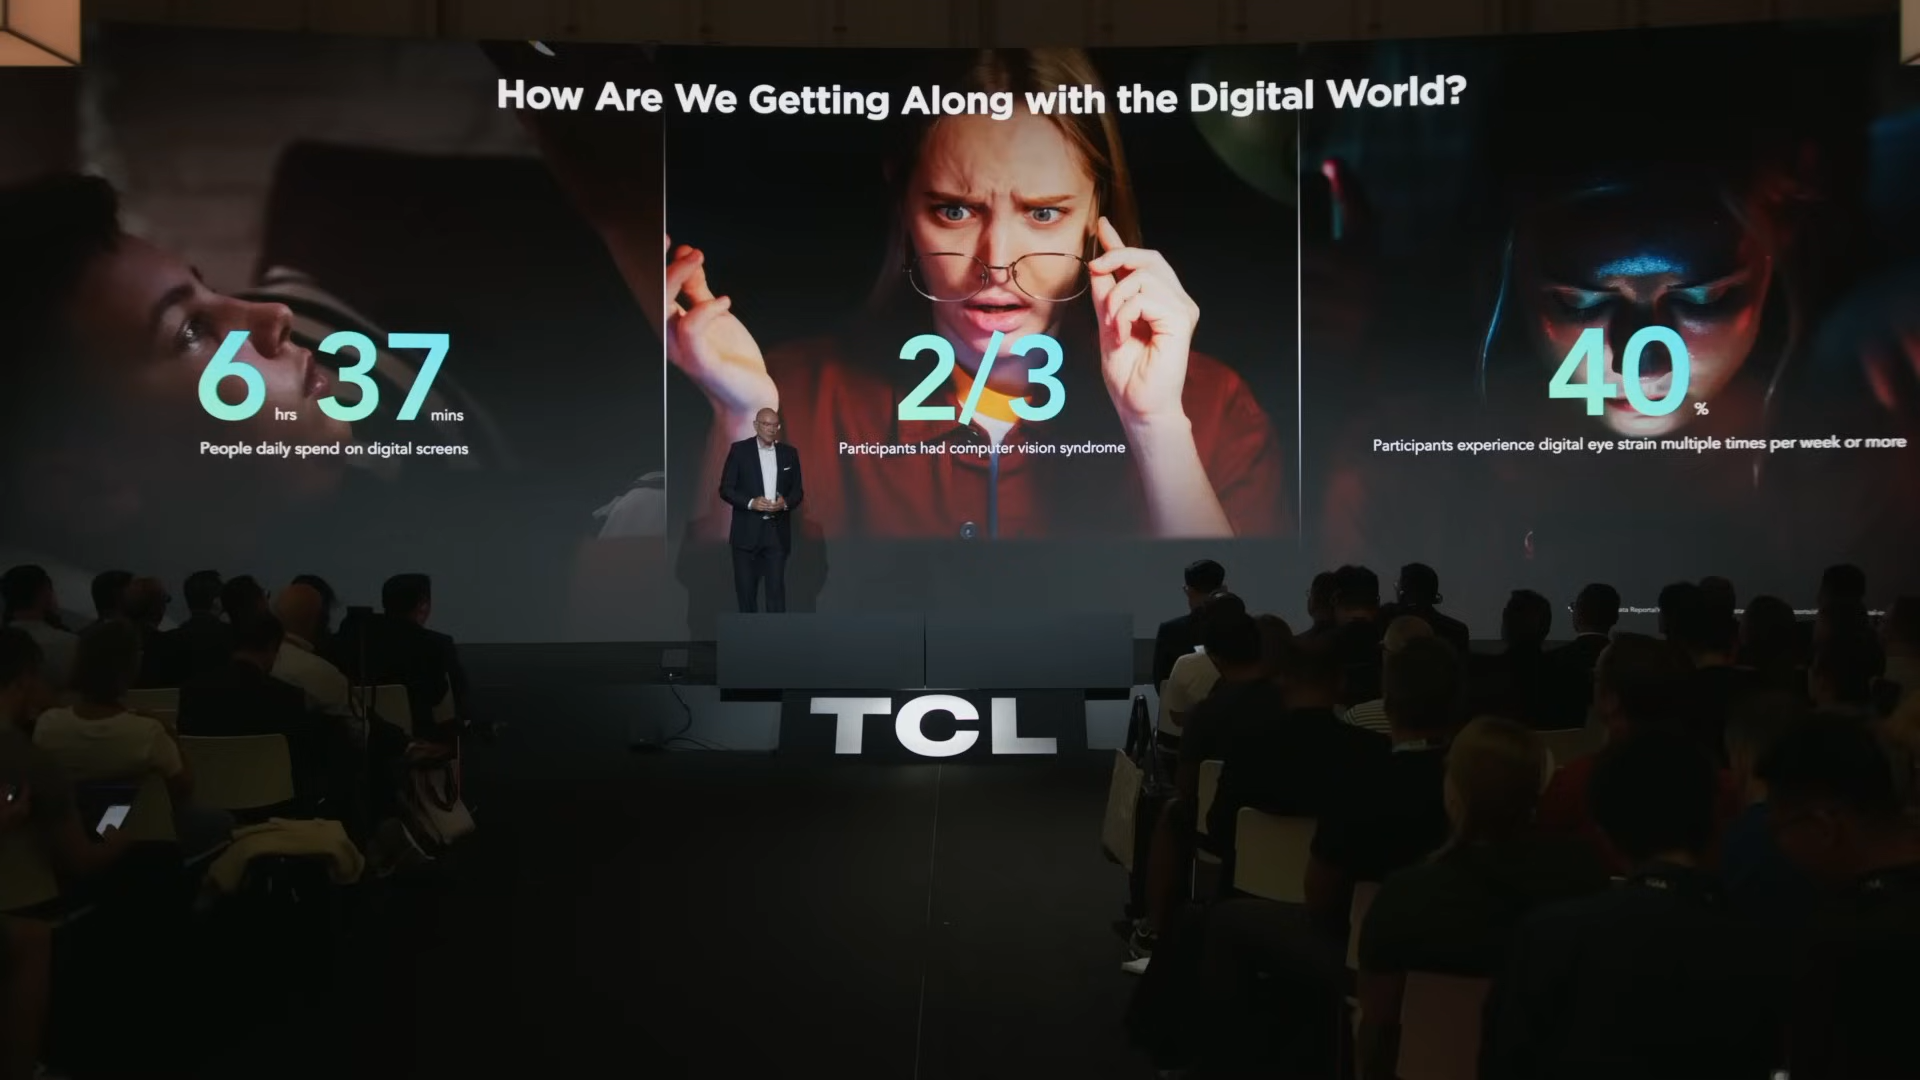 How Are We Getting Along with the Digital World?
6 hrs 37 mins
People daily spend on digital screens
2/3
Participants had computer vision syndrome
40 %
Participants experience digital eye strain multiple times per week or more
TCL